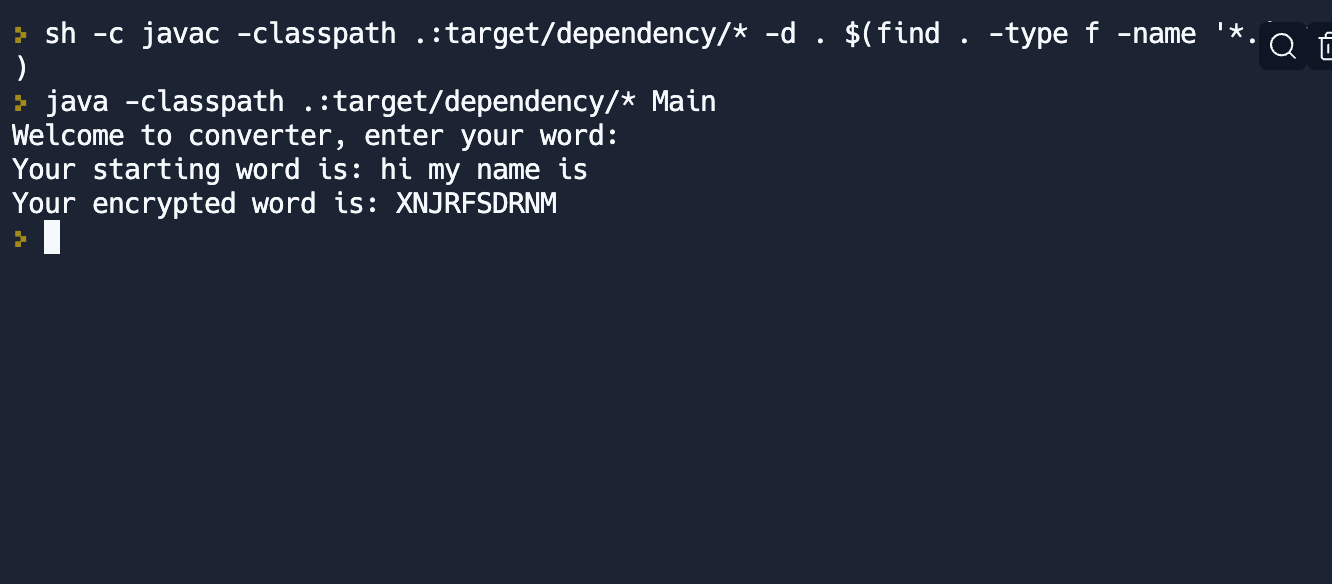 sh -c javac -classpath .:target/dependency/* -d . $(find . -type f -name '*.
)
java -classpath .:target/dependency/* Main
Welcome to converter, enter your word:
Your starting word is: hi my name is
Your encrypted word is: XNJRFSDRNM